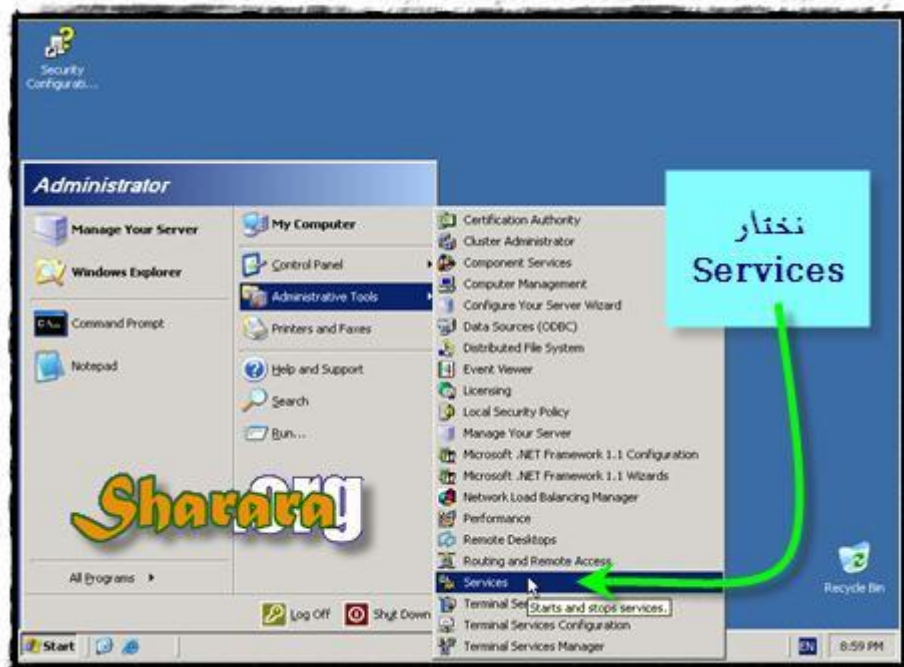 Security
Configurati...
Administrator
Manage Your Server
Windows Explorer
Command Prompt
Notepad
All Programs
My Computer
Control Panel
Administrative Tools
Printers and Faxes
Help and Support
Search
Run...
Log Off
Shut Down
Certification Authority
Cluster Administrator
Component Services
Computer Management
Configure Your Server Wizard
Data Sources (ODBC)
Distributed File System
Event Viewer
Licensing
Local Security Policy
Manage Your Server
Microsoft .NET Framework 1.1 Configuration
Microsoft .NET Framework 1.1 Wizards
Network Load Balancing Manager
Performance
Remote Desktops
Routing and Remote Access
Services
Terminal Ser
Starts and stops services.
Terminal Services Configuration
Terminal Services Manager
نختار
Services
Sharara.org
Recycle Bin
Start
EN
8:59 PM